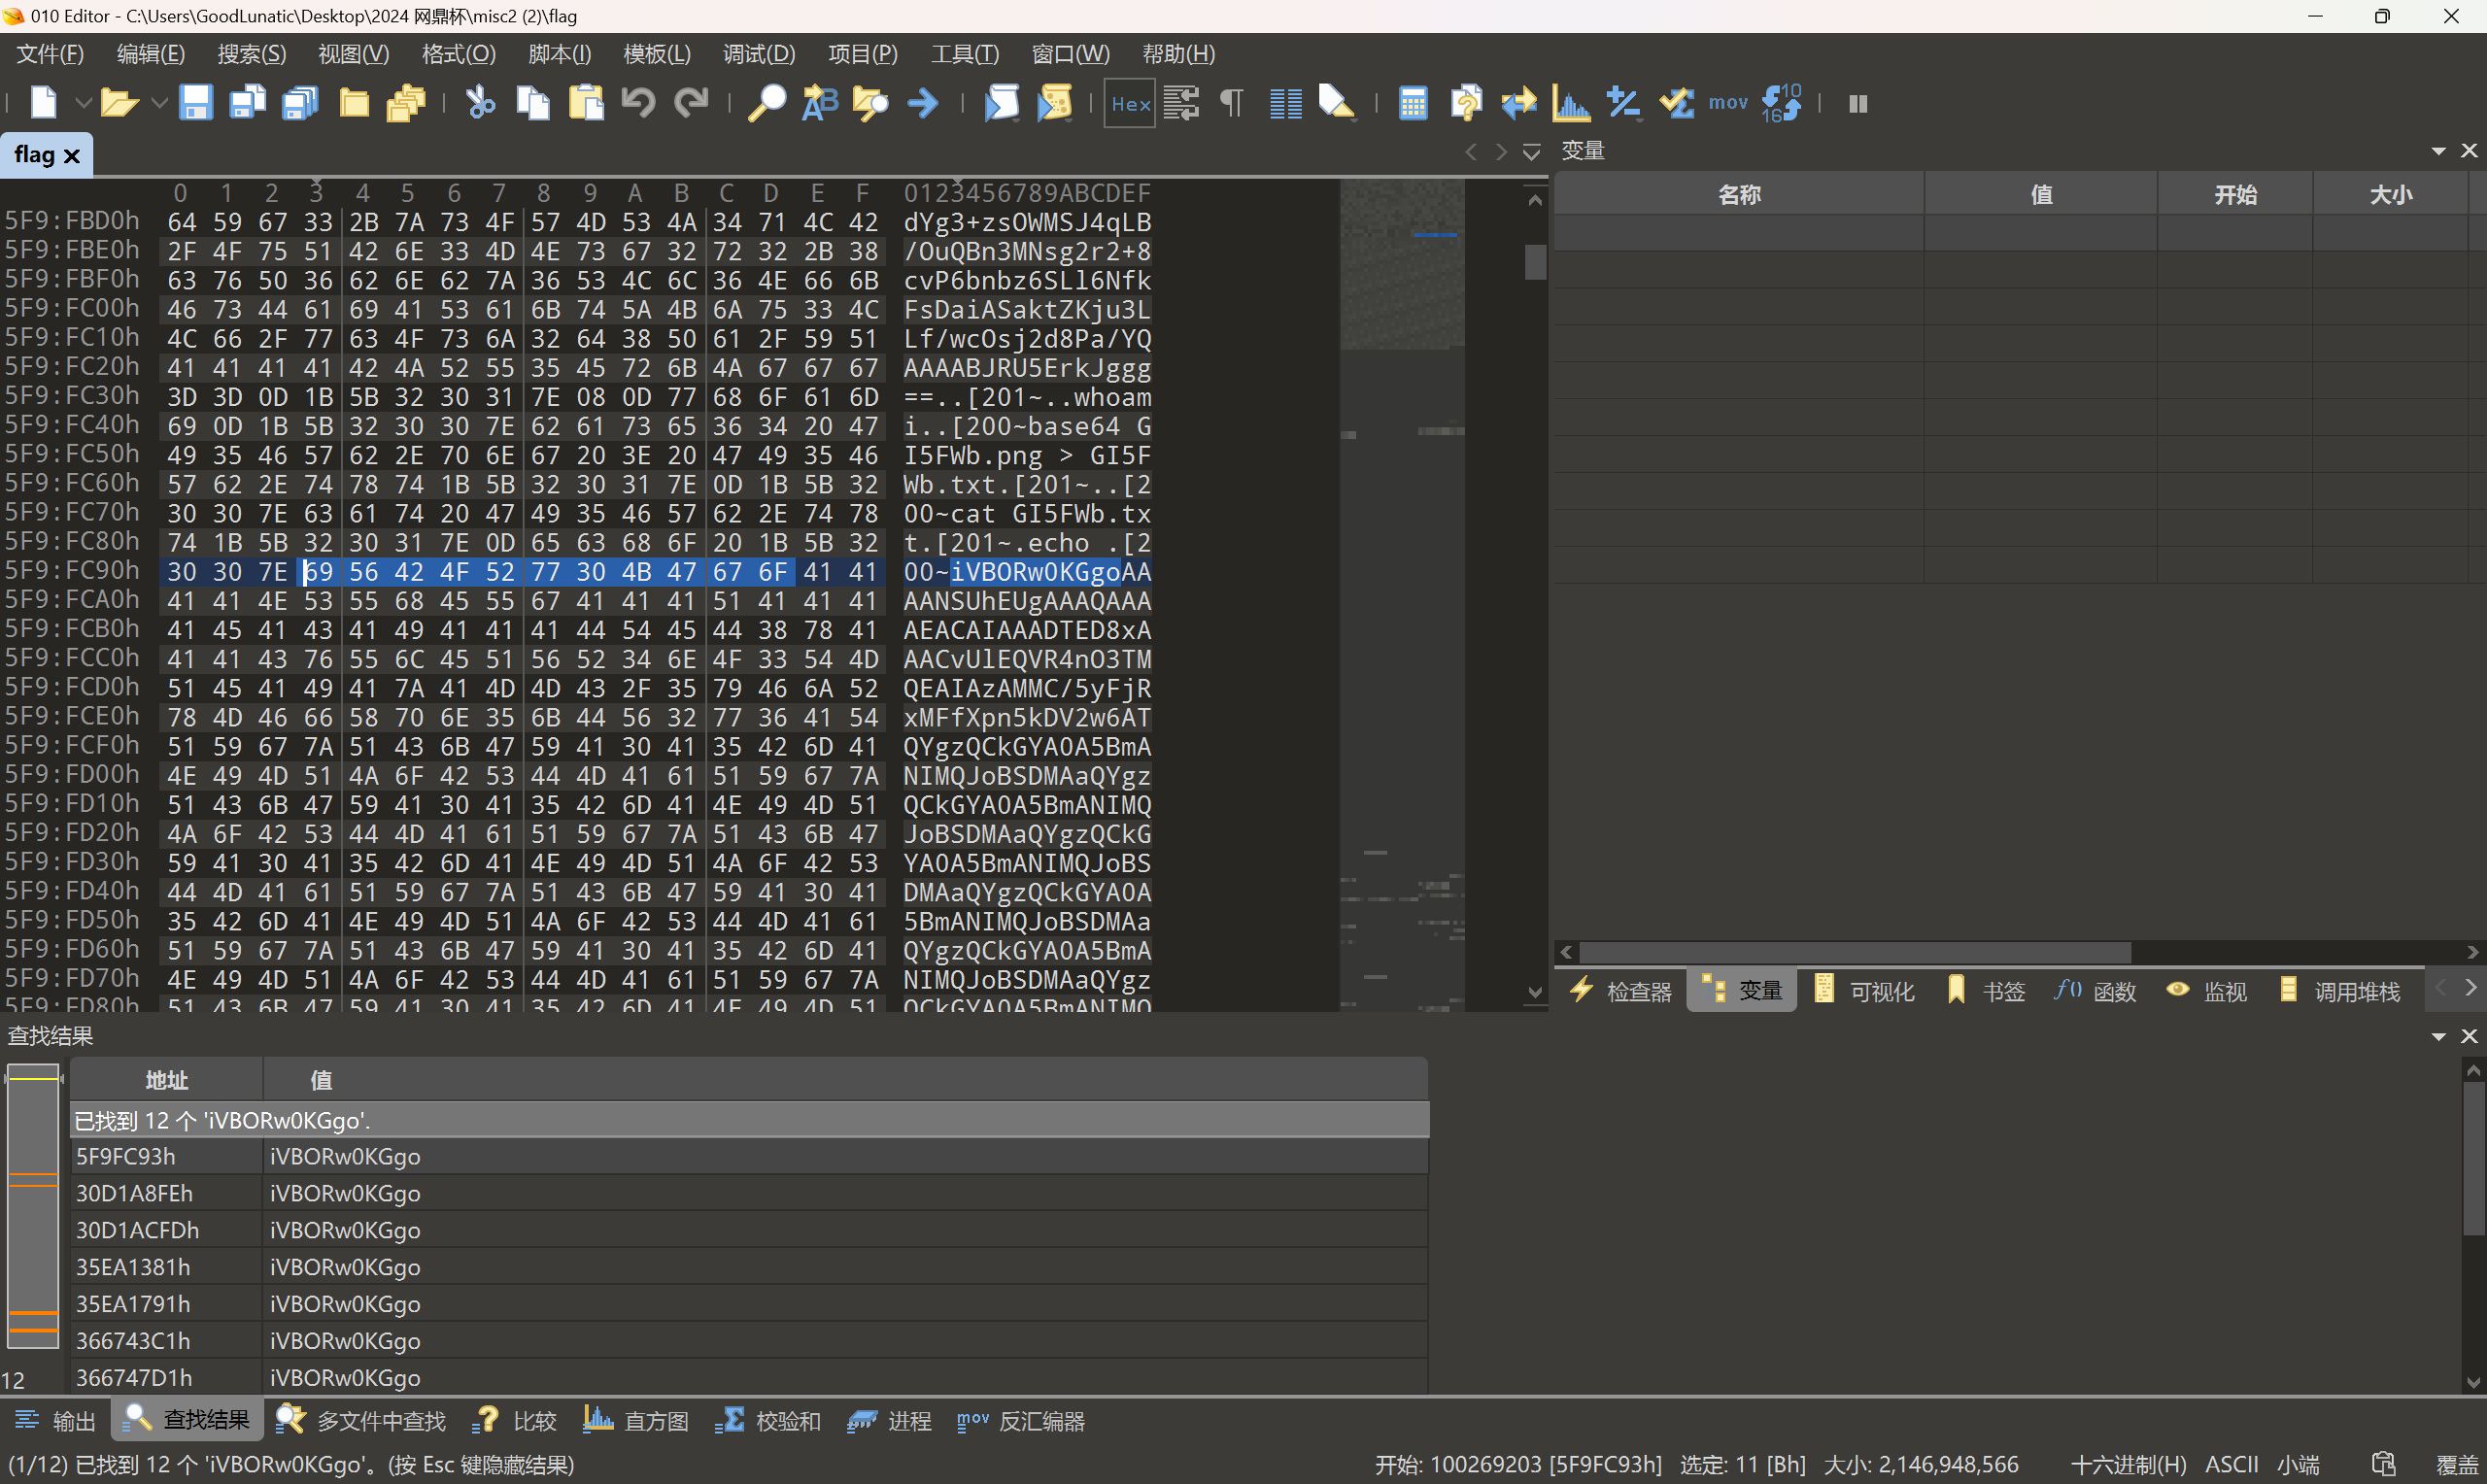 010 Editor - C:\Users\GoodLunatic\Desktop\2024 网鼎杯\misc2 (2)\flag
文件(F) 编辑(E) 搜索(S) 视图(V) 格式(O) 脚本(I) 模板(L) 调试(D) 项目(P) 工具(T) 窗口(W) 帮助(H)
Hex mov 10 16
flag
变量
名称 值 开始 大小
0 1 2 3 4 5 6 7 8 9 A B C D E F 0123456789ABCDEF
5F9:FBD0h 64 59 67 33 2B 7A 73 4F 57 4D 53 4A 34 71 4C 42 dYg3+zsOWMSJ4qLB
5F9:FBE0h 2F 4F 75 51 42 6E 33 4D 4E 73 67 32 72 32 2B 38 /OuQBn3MNsg2r2+8
5F9:FBF0h 63 76 50 36 62 6E 62 7A 36 53 4C 6C 36 4E 66 6B cvP6bnbz6SLl6Nfk
5F9:FC00h 46 73 44 61 69 41 53 61 6B 74 5A 4B 6A 75 33 4C FsDaiASaktZKju3L
5F9:FC10h 4C 66 2F 77 63 4F 73 6A 32 64 38 50 61 2F 59 51 Lf/wcOsj2d8Pa/YQ
5F9:FC20h 41 41 41 41 42 4A 52 55 35 45 72 6B 4A 67 67 67 AAAABJRU5ErkJggg
5F9:FC30h 3D 3D 0D 1B 5B 32 30 31 7E 08 0D 77 68 6F 61 6D ==..[201~..whoam
5F9:FC40h 69 0D 1B 5B 32 30 30 7E 62 61 73 65 36 34 20 47 i..[200~base64 G
5F9:FC50h 49 35 46 57 62 2E 70 6E 67 20 3E 20 47 49 35 46 I5FWb.png > GI5F
5F9:FC60h 57 62 2E 74 78 74 1B 5B 32 30 31 7E 0D 1B 5B 32 Wb.txt.[201~..[2
5F9:FC70h 30 30 7E 63 61 74 20 47 49 35 46 57 62 2E 74 78 00~cat GI5FWb.tx
5F9:FC80h 74 1B 5B 32 30 31 7E 0D 65 63 68 6F 20 1B 5B 32 t.[201~.echo .[2
5F9:FC90h 30 30 7E 69 56 42 4F 52 77 30 4B 47 67 6F 41 41 00~iVBORw0KGgoAA
5F9:FCA0h 41 41 4E 53 55 68 45 55 67 41 41 41 51 41 41 41 AANSUhEUgAAAQAAA
5F9:FCB0h 41 45 41 43 41 49 41 41 41 44 54 45 44 38 78 41 AEACAIAAADTED8xA
5F9:FCC0h 41 41 43 76 55 6C 45 51 56 52 34 6E 4F 33 54 4D AACvUlEQVR4nO3TM
5F9:FCD0h 51 45 41 49 41 7A 41 4D 4D 43 2F 35 79 46 6A 52 QEAIAzAMMC/5yFjR
5F9:FCE0h 78 4D 46 66 58 70 6E 35 6B 44 56 32 77 36 41 54 xMFfXpn5kDV2w6AT
5F9:FCF0h 51 59 67 7A 51 43 6B 47 59 41 30 41 35 42 6D 41 QYgzQCkGYA0A5BmA
5F9:FD00h 4E 49 4D 51 4A 6F 42 53 44 4D 41 61 51 59 67 7A NIMQJoBSDMAaQYgz
5F9:FD10h 51 43 6B 47 59 41 30 41 35 42 6D 41 4E 49 4D 51 QCkGYA0A5BmANIMQ
5F9:FD20h 4A 6F 42 53 44 4D 41 61 51 59 67 7A 51 43 6B 47 JoBSDMAaQYgzQCkG
5F9:FD30h 59 41 30 41 35 42 6D 41 4E 49 4D 51 4A 6F 42 53 YA0A5BmANIMQJoBS
5F9:FD40h 44 4D 41 61 51 59 67 7A 51 43 6B 47 59 41 30 41 DMAaQYgzQCkGYA0A
5F9:FD50h 35 42 6D 41 4E 49 4D 51 4A 6F 42 53 44 4D 41 61 5BmANIMQJoBSDMAa
5F9:FD60h 51 59 67 7A 51 43 6B 47 59 41 30 41 35 42 6D 41 QYgzQCkGYA0A5BmA
5F9:FD70h 4E 49 4D 51 4A 6F 42 53 44 4D 41 61 51 59 67 7A NIMQJoBSDMAaQYgz
5F9:FD80h 51 43 6B 47 59 41 30 41 35 42 6D 41 4E 49 4D 51 QCkGYA0A5BmANIMQ
检查器 变量 可视化 书签 f() 函数 监视 调用堆栈
查找结果
地址 值
已找到 12 个 'iVBORw0KGgo'.
5F9FC93h iVBORw0KGgo
30D1A8FEh iVBORw0KGgo
30D1ACFDh iVBORw0KGgo
35EA1381h iVBORw0KGgo
35EA1791h iVBORw0KGgo
366743C1h iVBORw0KGgo
366747D1h iVBORw0KGgo
12
输出 查找结果 多文件中查找 比较 直方图 校验和 进程 mov 反汇编器
(1/12) 已找到 12 个 'iVBORw0KGgo'。(按 Esc 键隐藏结果) 开始: 100269203 [5F9FC93h] 选定: 11 [Bh] 大小: 2,146,948,566 十六进制(H) ASCII 小端 覆盖